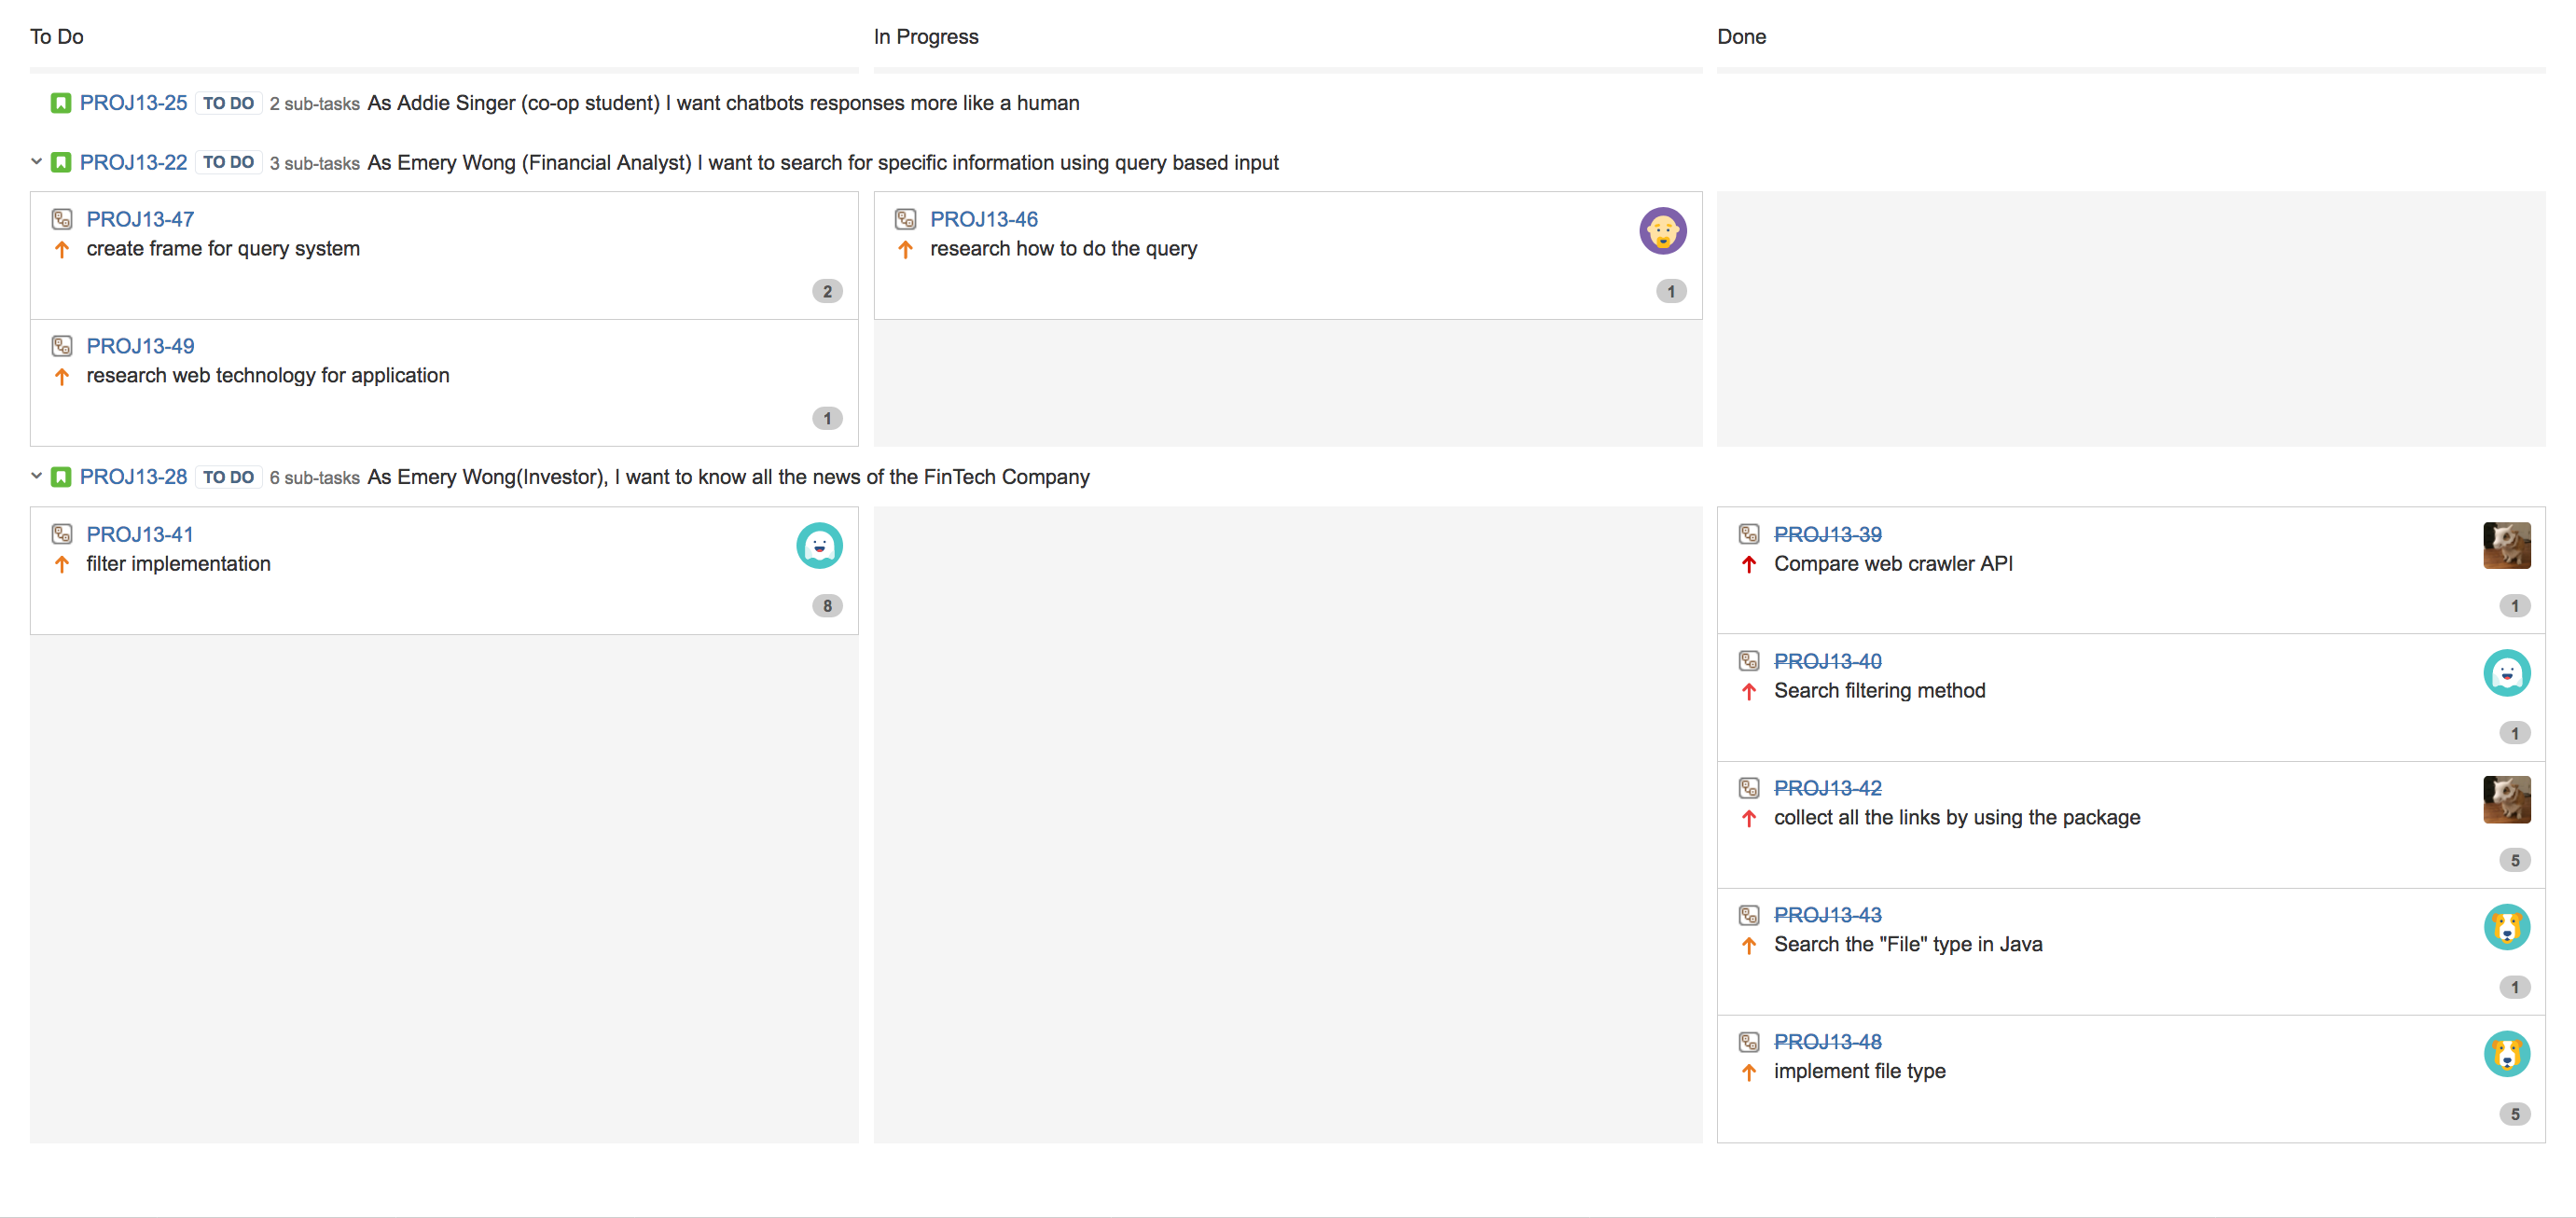 To Do
In Progress
Done
PROJ13-25 TO DO 2 sub-tasks As Addie Singer (co-op student) I want chatbots responses more like a human
PROJ13-22 TO DO 3 sub-tasks As Emery Wong (Financial Analyst) I want to search for specific information using query based input
PROJ13-47
create frame for query system
2
PROJ13-49
research web technology for application
1
PROJ13-46
research how to do the query
1
PROJ13-28 TO DO 6 sub-tasks As Emery Wong(Investor), I want to know all the news of the FinTech Company
PROJ13-41
filter implementation
8
PROJ13-39
Compare web crawler API
1
PROJ13-40
Search filtering method
1
PROJ13-42
collect all the links by using the package
5
PROJ13-43
Search the "File" type in Java
1
PROJ13-48
implement file type
5